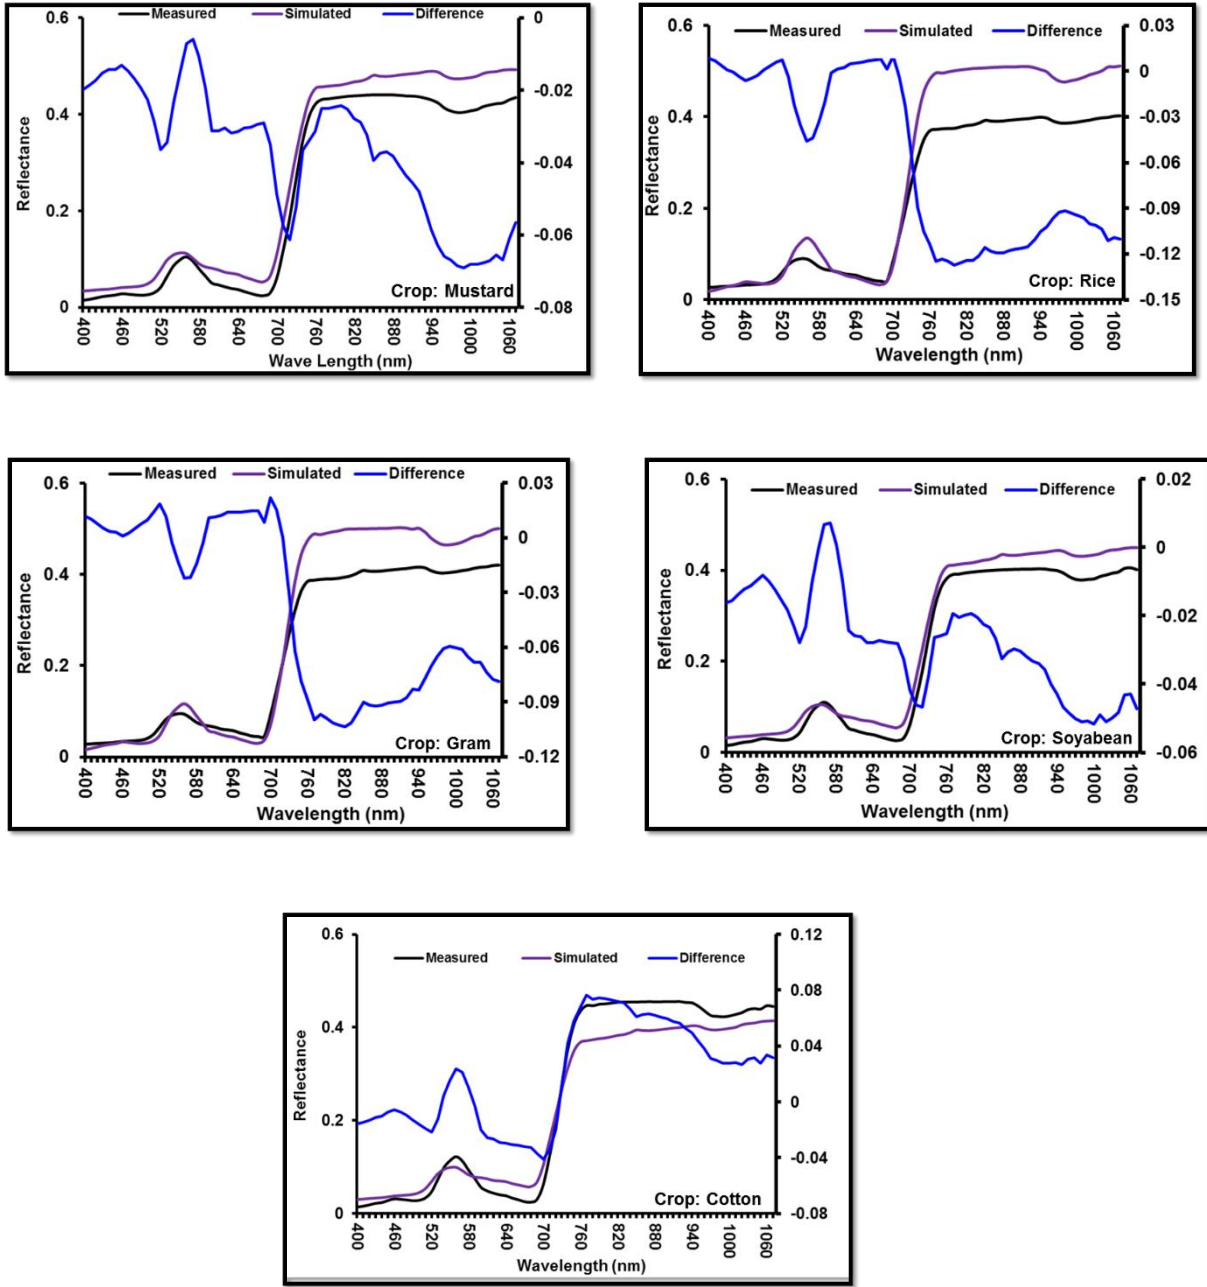 Measured Simulated Difference
0.6
0.4
0.2
0
0
-0.02
-0.04
-0.06
-0.08
Reflectance
Crop: Mustard
400 460 520 580 640 700 760 820 880 940 1000 1060
Wave Length (nm)
Measured Simulated Difference
0.6
0.4
0.2
0
0.03
0
-0.03
-0.06
-0.09
-0.12
-0.15
Reflectance
Crop: Rice
400 460 520 580 640 700 760 820 880 940 1000 1060
Wavelength (nm)
Measured Simulated Difference
0.6
0.4
0.2
0
0.03
0
-0.03
-0.06
-0.09
-0.12
Reflectance
Crop: Gram
400 460 520 580 640 700 760 820 880 940 1000 1060
Wavelength (nm)
Measured Simulated Difference
0.6
0.4
0.2
0
0.02
0
-0.02
-0.04
-0.06
Reflectance
Crop: Soyabean
400 460 520 580 640 700 760 820 880 940 1000 1060
Wavelength (nm)
Measured Simulated Difference
0.6
0.4
0.2
0
0.12
0.08
0.04
0
-0.04
-0.08
Reflectance
Crop: Cotton
400 460 520 580 640 700 760 820 880 940 1000 1060
Wavelength (nm)